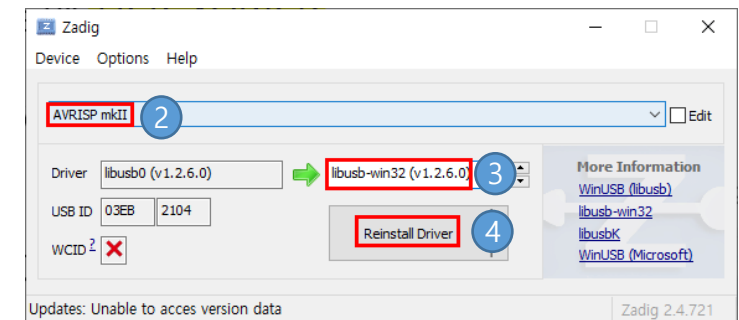 Zadig
Device Options Help
AVRISP mkII 2 Edit
Driver libusb0 (v1.2.6.0) libusb-win32 (v1.2.6.0) 3
USB ID 03EB 2104
WCID ?
Reinstall Driver 4
More Information
WinUSB (libusb)
libusb-win32
libusbK
WinUSB (Microsoft)
Updates: Unable to acces version data
Zadig 2.4.721